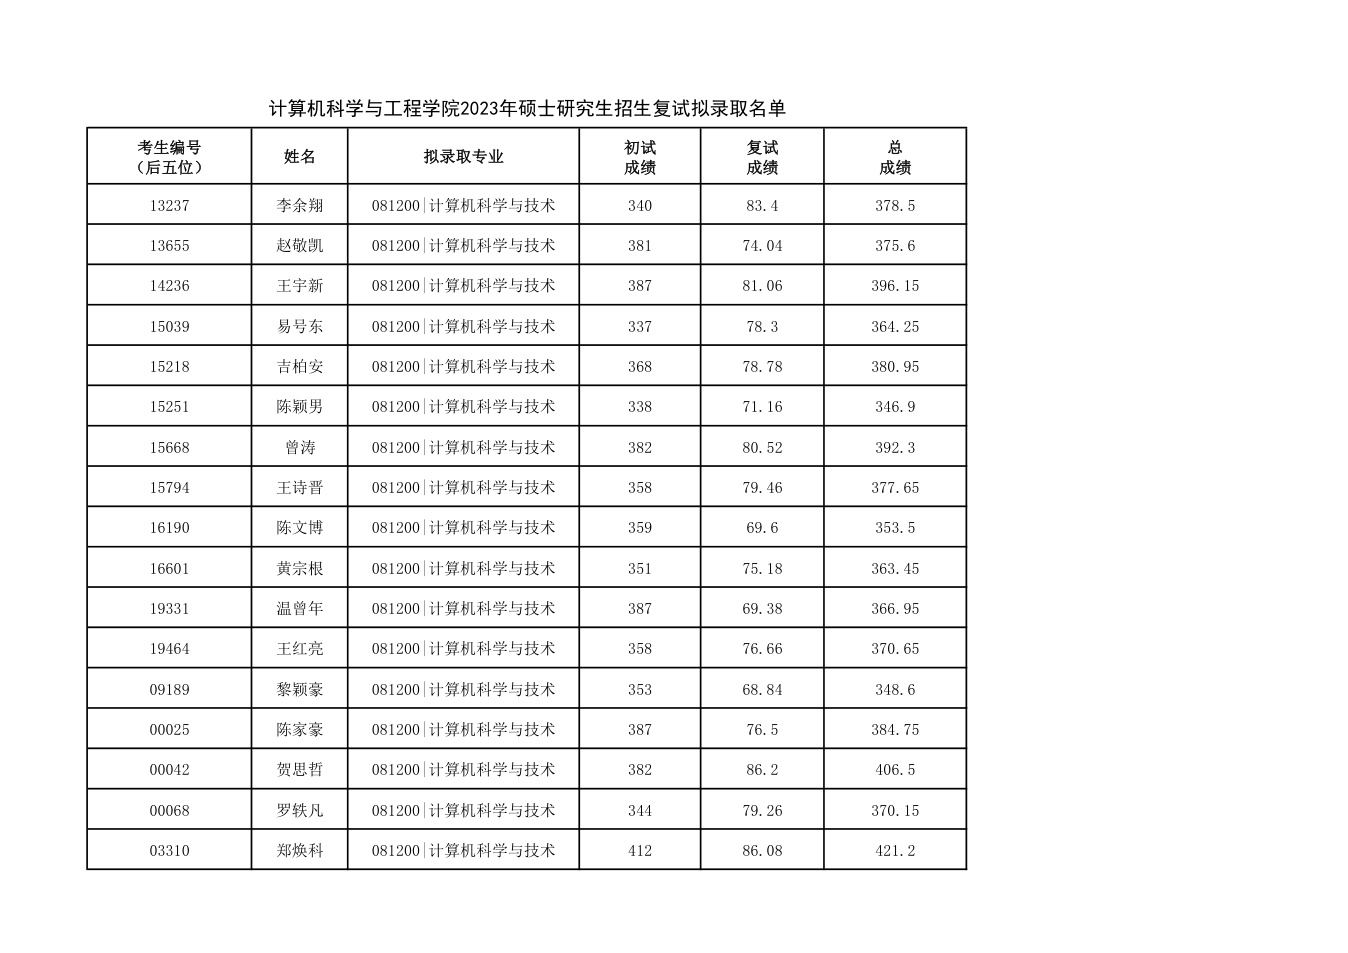 计算机科学与工程学院2023年硕士研究生招生复试拟录取名单
考生编号（后五位） 姓名 拟录取专业 初试成绩 复试成绩 总成绩
13237 李余翔 081200|计算机科学与技术 340 83.4 378.5
13655 赵敬凯 081200|计算机科学与技术 381 74.04 375.6
14236 王宇新 081200|计算机科学与技术 387 81.06 396.15
15039 易号东 081200|计算机科学与技术 337 78.3 364.25
15218 吉柏安 081200|计算机科学与技术 368 78.78 380.95
15251 陈颖男 081200|计算机科学与技术 338 71.16 346.9
15668 曾涛 081200|计算机科学与技术 382 80.52 392.3
15794 王诗晋 081200|计算机科学与技术 358 79.46 377.65
16190 陈文博 081200|计算机科学与技术 359 69.6 353.5
16601 黄宗根 081200|计算机科学与技术 351 75.18 363.45
19331 温曾年 081200|计算机科学与技术 387 69.38 366.95
19464 王红亮 081200|计算机科学与技术 358 76.66 370.65
09189 黎颖豪 081200|计算机科学与技术 353 68.84 348.6
00025 陈家豪 081200|计算机科学与技术 387 76.5 384.75
00042 贺思哲 081200|计算机科学与技术 382 86.2 406.5
00068 罗轶凡 081200|计算机科学与技术 344 79.26 370.15
03310 郑焕科 081200|计算机科学与技术 412 86.08 421.2